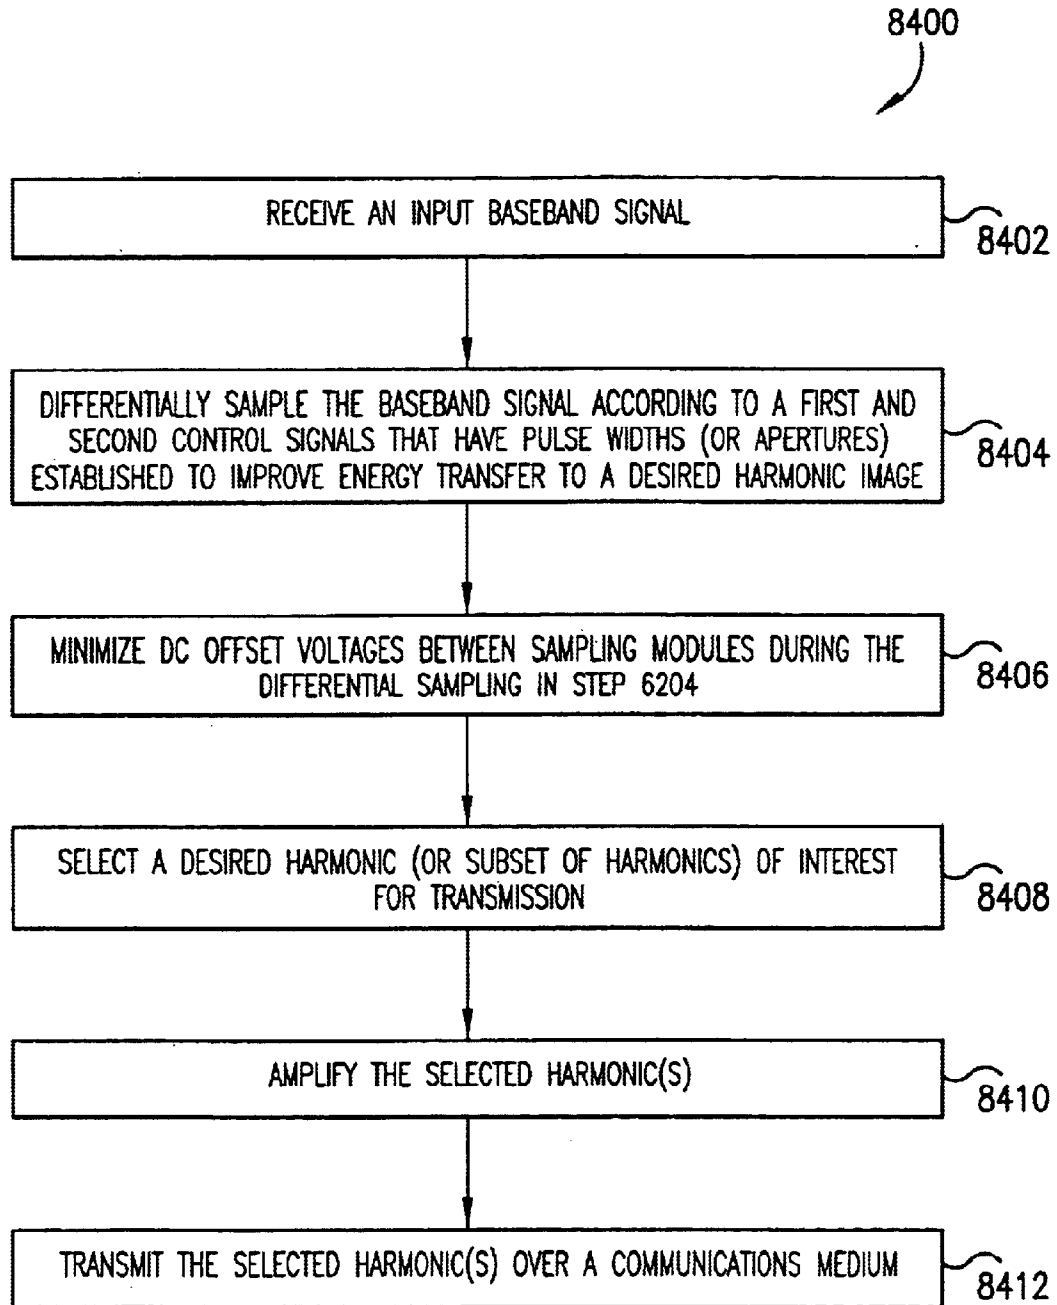 8400
RECEIVE AN INPUT BASEBAND SIGNAL
8402
DIFFERENTIALLY SAMPLE THE BASEBAND SIGNAL ACCORDING TO A FIRST AND
SECOND CONTROL SIGNALS THAT HAVE PULSE WIDTHS (OR APERTURES)
ESTABLISHED TO IMPROVE ENERGY TRANSFER TO A DESIRED HARMONIC IMAGE
8404
MINIMIZE DC OFFSET VOLTAGES BETWEEN SAMPLING MODULES DURING THE
DIFFERENTIAL SAMPLING IN STEP 6204
8406
SELECT A DESIRED HARMONIC (OR SUBSET OF HARMONICS) OF INTEREST
FOR TRANSMISSION
8408
AMPLIFY THE SELECTED HARMONIC(S)
8410
TRANSMIT THE SELECTED HARMONIC(S) OVER A COMMUNICATIONS MEDIUM
8412